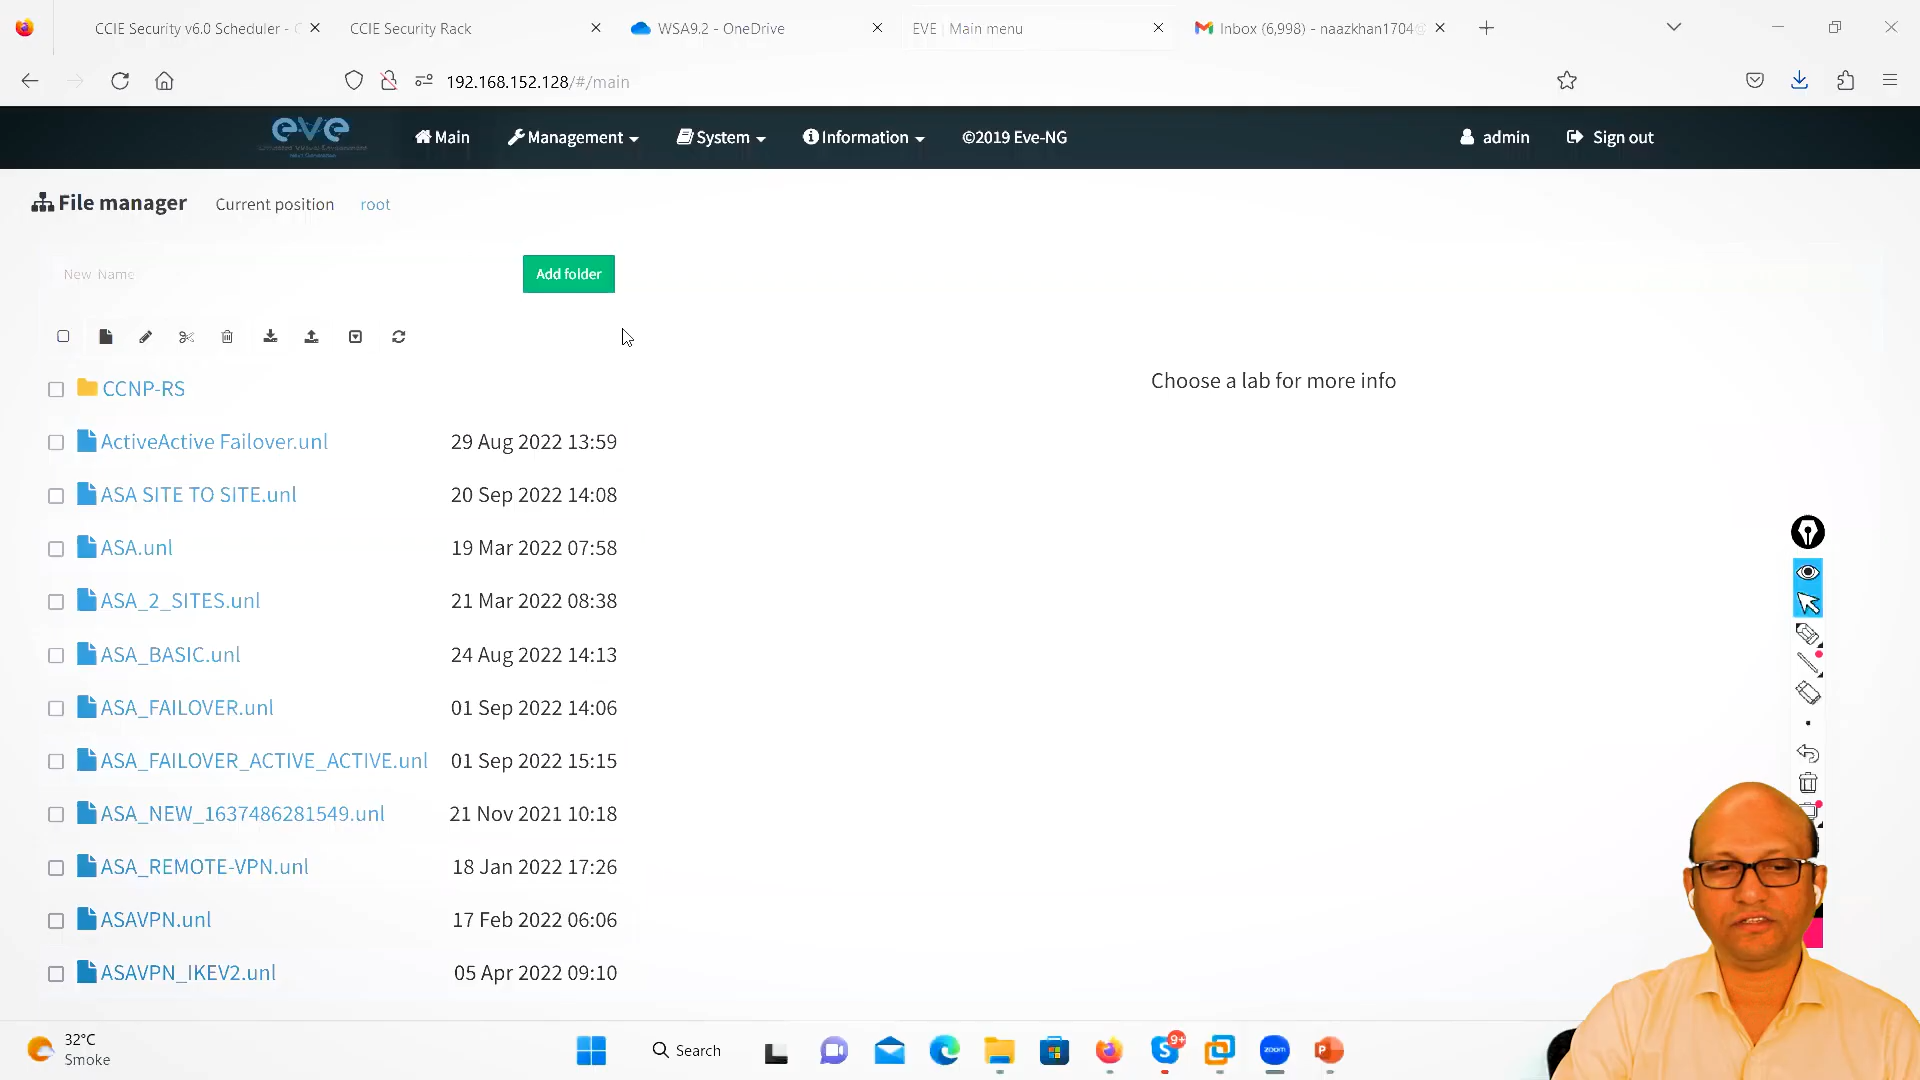 CCIE Security v6.0 Scheduler -
CCIE Security Rack
WSA9.2 - OneDrive
EVE | Main menu
Inbox (6,998) - naazkhan1704@
192.168.152.128/#/main
eve
Main
Management
System
Information
©2019 Eve-NG
admin
Sign out
File manager
Current position
root
New Name
Add folder
CCNP-RS
Choose a lab for more info
ActiveActive Failover.unl 29 Aug 2022 13:59
ASA SITE TO SITE.unl 20 Sep 2022 14:08
ASA.unl 19 Mar 2022 07:58
ASA_2_SITES.unl 21 Mar 2022 08:38
ASA_BASIC.unl 24 Aug 2022 14:13
ASA_FAILOVER.unl 01 Sep 2022 14:06
ASA_FAILOVER_ACTIVE_ACTIVE.unl 01 Sep 2022 15:15
ASA_NEW_1637486281549.unl 21 Nov 2021 10:18
ASA_REMOTE-VPN.unl 18 Jan 2022 17:26
ASAVPN.unl 17 Feb 2022 06:06
ASAVPN_IKEV2.unl 05 Apr 2022 09:10
32°C
Smoke
Search
9+
zoom